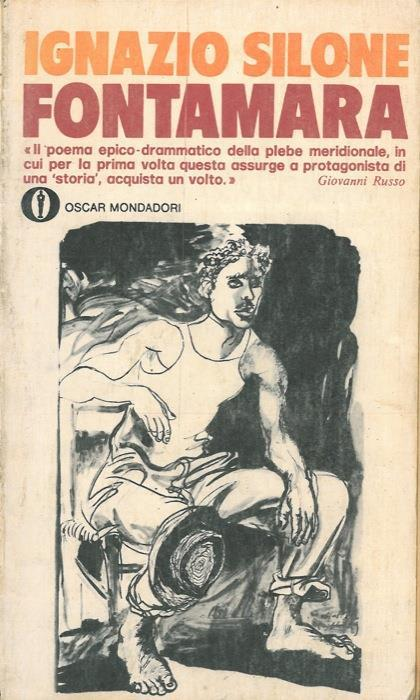 IGNAZIO SILONE
FONTAMARA
«Il poema epico-drammatico della plebe meridionale, in
cui per la prima volta questa assurge a protagonista di
una 'storia', acquista un volto.» Giovanni Russo
OSCAR MONDADORI